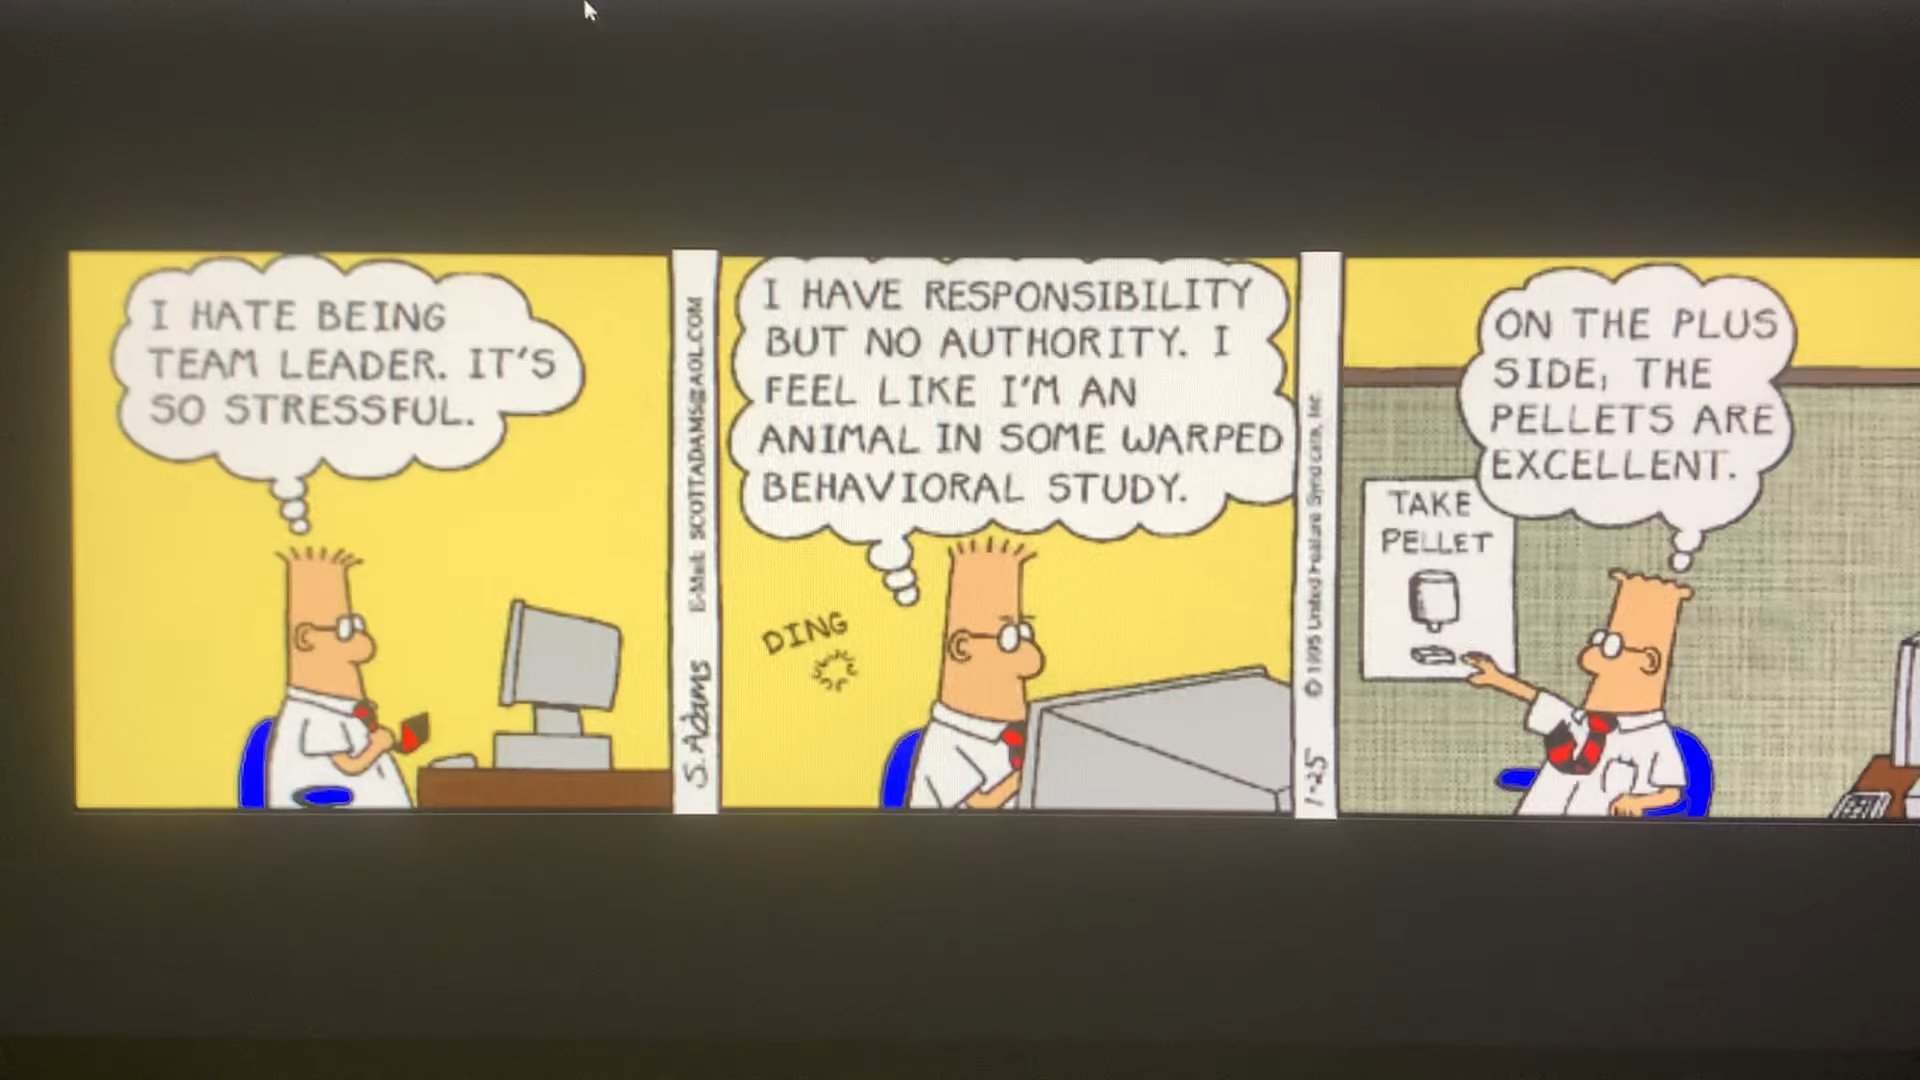 I HATE BEING
TEAM LEADER. IT'S
SO STRESSFUL.
S. Adams E-Mail: SCOTTADAMS@AOL.COM
I HAVE RESPONSIBILITY
BUT NO AUTHORITY. I
FEEL LIKE I'M AN
ANIMAL IN SOME WARPED
BEHAVIORAL STUDY.
DING
1-25 © 1995 United Feature Syndicate, Inc.
ON THE PLUS
SIDE, THE
PELLETS ARE
EXCELLENT.
TAKE
PELLET